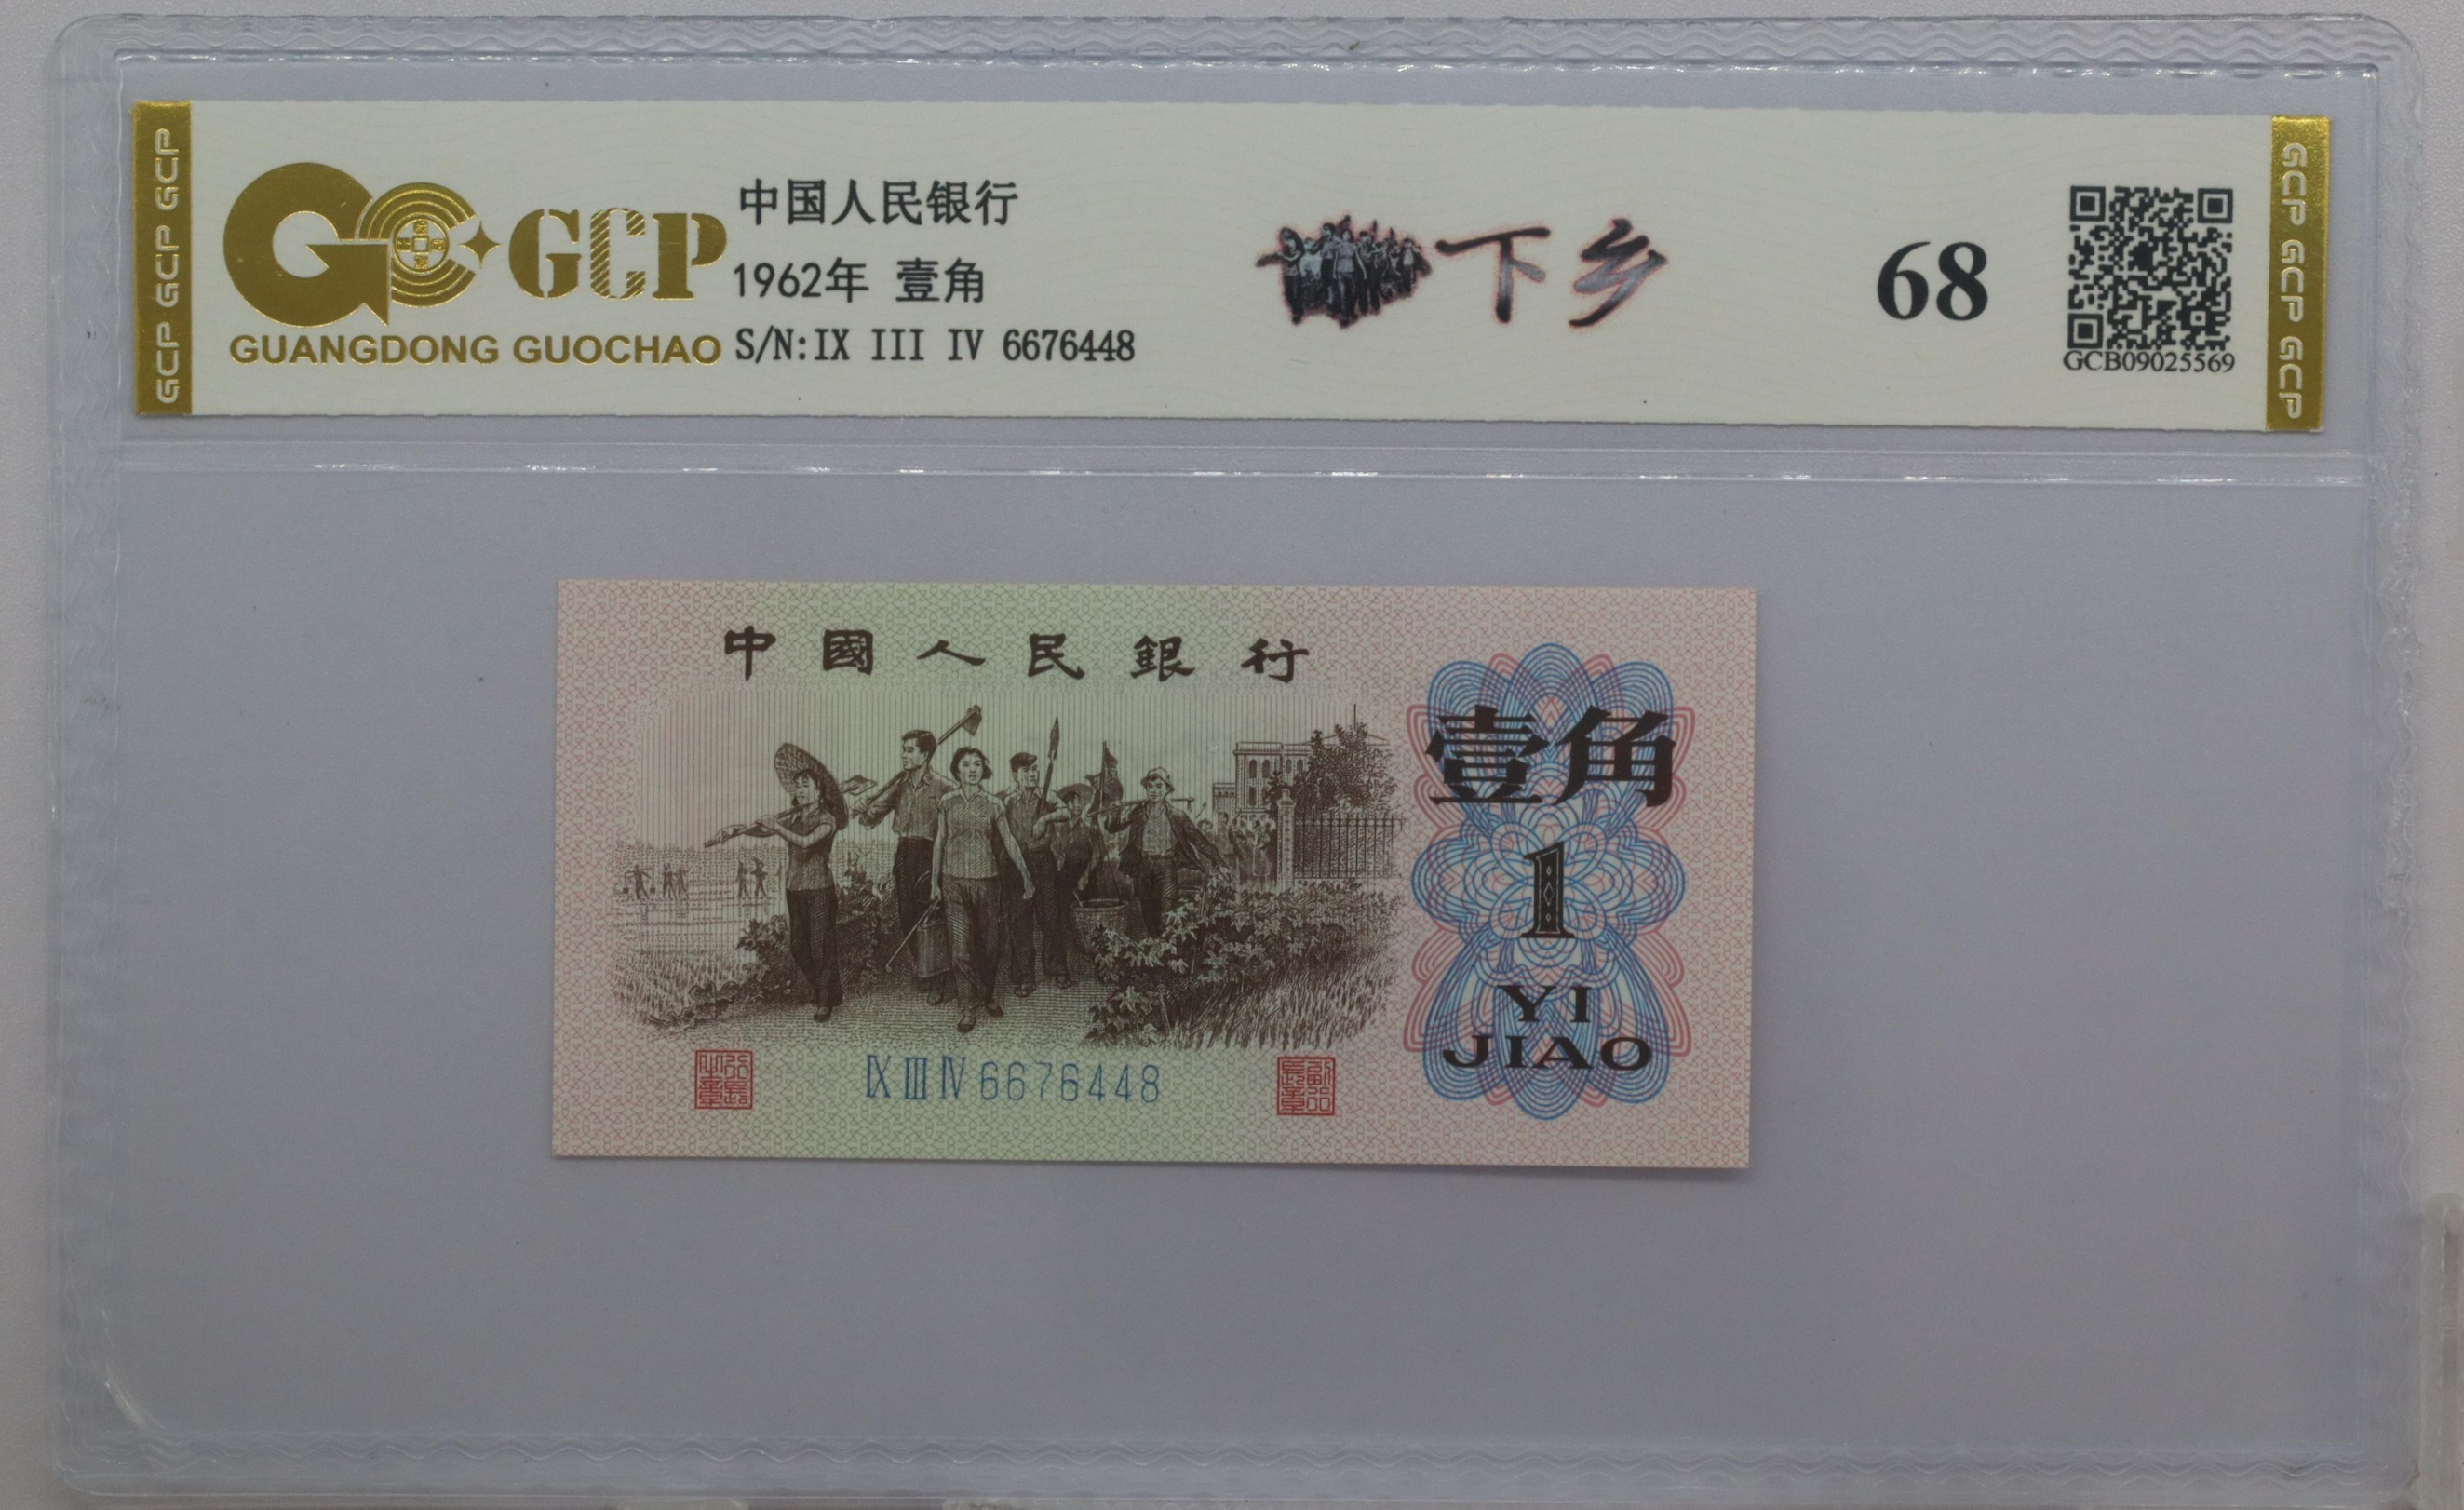 GCP GCP GCP
GCP
GUANGDONG GUOCHAO
中国人民银行
1962年 壹角
S/N:IX III IV 6676448
下乡
68
GCB09025569
GCP GCP GCP
中國人民銀行
壹角
1
YI
JIAO
IX III IV 6676448